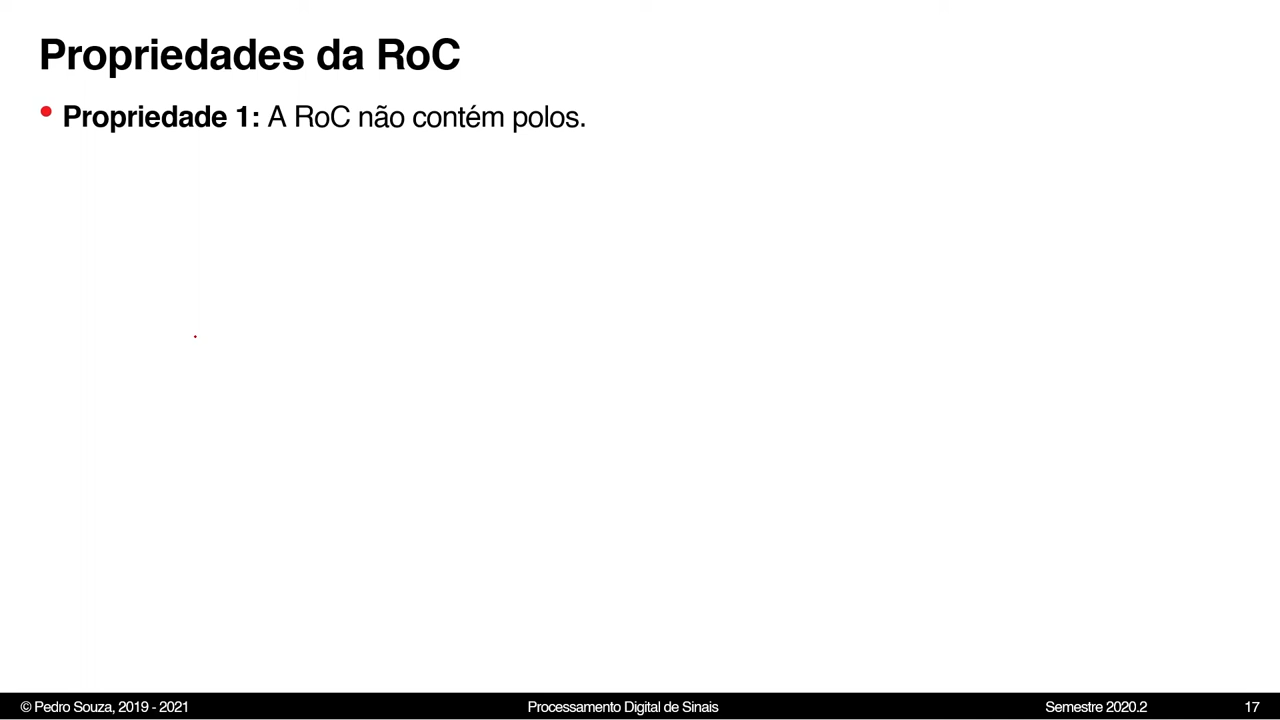 Propriedades da RoC
• Propriedade 1: A RoC não contém polos.
© Pedro Souza, 2019 - 2021 Processamento Digital de Sinais Semestre 2020.2 17